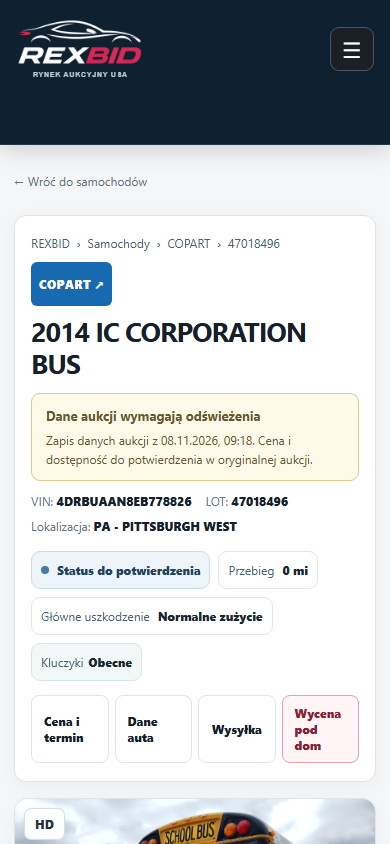 REXBID
RYNEK AUKCYJNY USA
← Wróć do samochodów
REXBID › Samochody › COPART › 47018496
COPART ↗
2014 IC CORPORATION
BUS
Dane aukcji wymagają odświeżenia
Zapis danych aukcji z 08.11.2026, 09:18. Cena i
dostępność do potwierdzenia w oryginalnej aukcji.
VIN: 4DRBUAAN8EB778826 LOT: 47018496
Lokalizacja: PA - PITTSBURGH WEST
Status do potwierdzenia Przebieg 0 mi
Główne uszkodzenie Normalne zużycie
Kluczyki Obecne
Cena i
termin
Dane
auta
Wysyłka
Wycena
pod
dom
HD
SCHOOL BUS